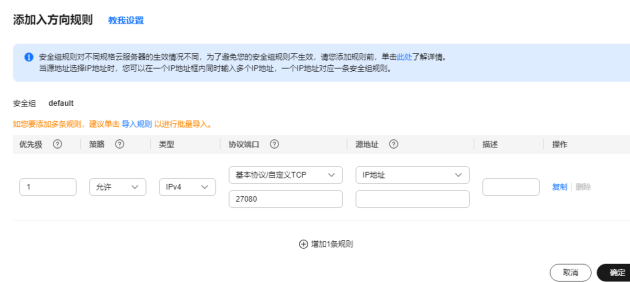 添加入方向规则 教我设置
安全组规则对不同规格云服务器的生效情况不同，为了避免您的安全组规则不生效，请您添加规则前，单击此处了解详情。
当源地址选择IP地址时，您可以在一个IP地址框内同时输入多个IP地址，一个IP地址对应一条安全组规则。
安全组 default
如您要添加多条规则，建议单击 导入规则 以进行批量导入。
优先级 策略 类型 协议端口 源地址 描述 操作
基本协议/自定义TCP IP地址
1 允许 IPv4 复制 删除
27080
增加1条规则
取消 确定